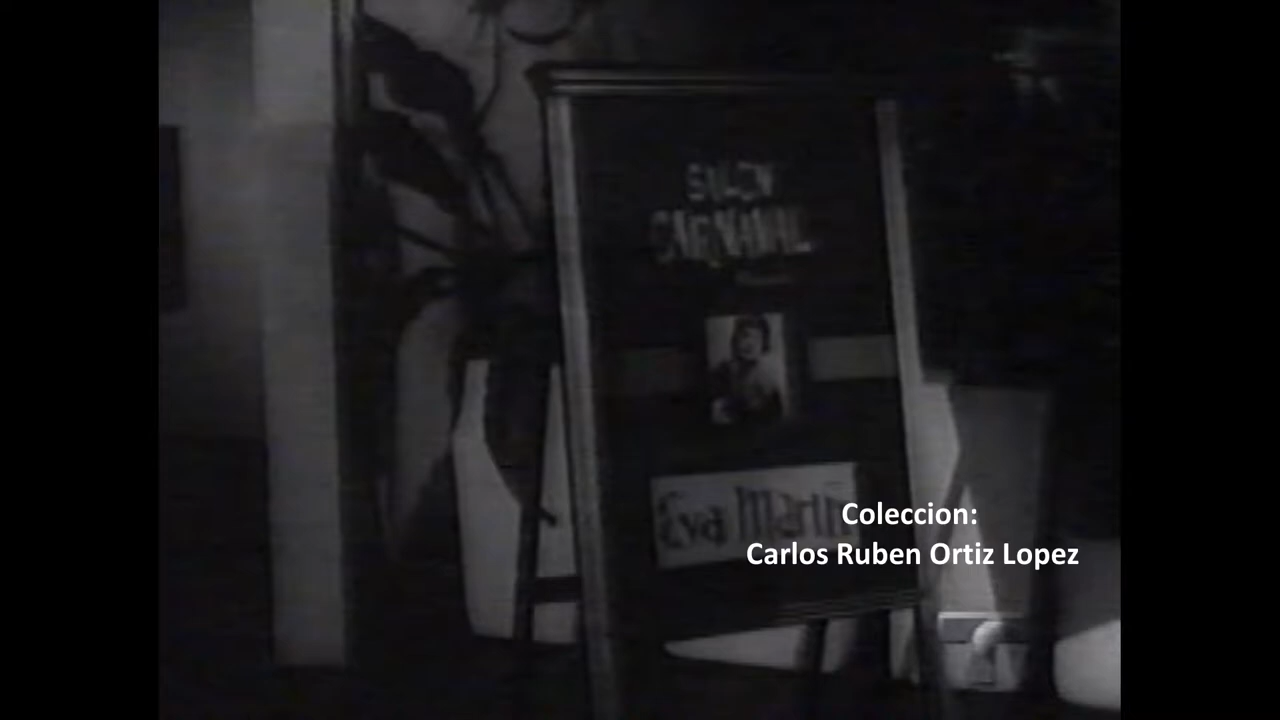 SALON
CARNAVAL
Eva Martin
Coleccion:
Carlos Ruben Ortiz Lopez